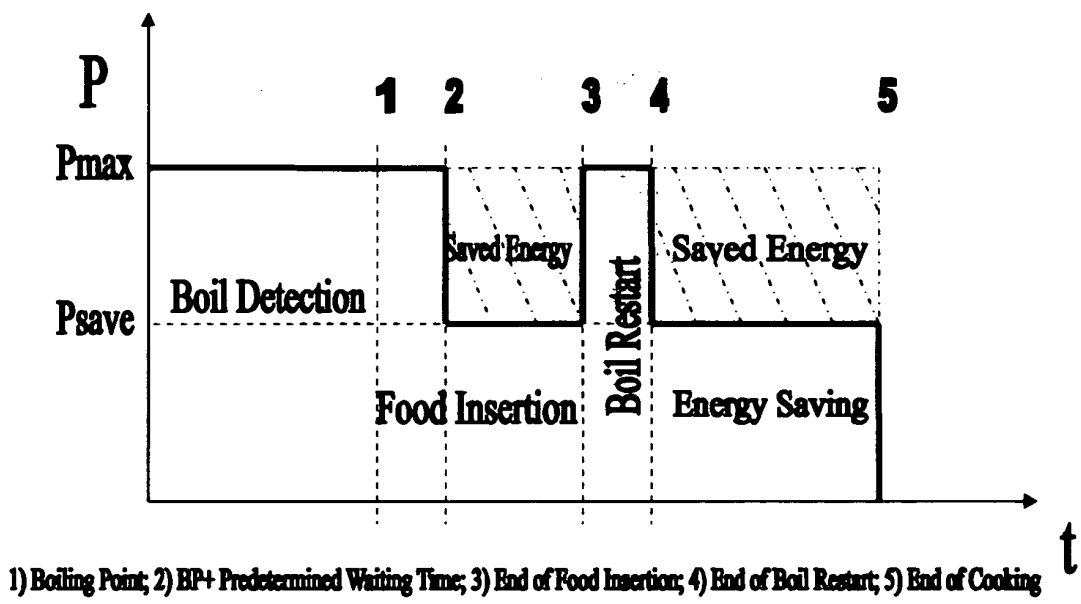 P
1 2 3 4 5
Pmax
Saved Energy Saved Energy
Boil Detection
Psave
Boil Restart
Food Insertion Energy Saving
t
1) Boiling Point; 2) BP+ Predetermined Waiting Time; 3) End of Food Insertion; 4) End of Boil Restart; 5) End of Cooking